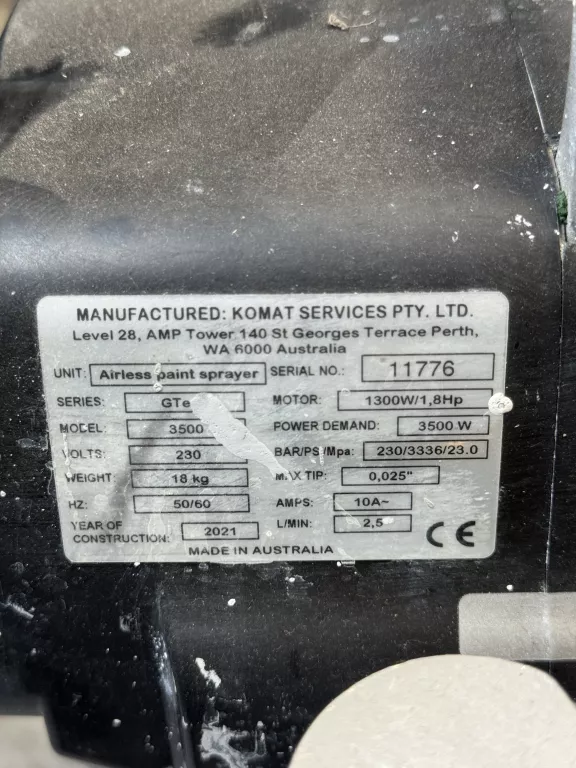 MANUFACTURED: KOMAT SERVICES PTY. LTD.
Level 28, AMP Tower 140 St Georges Terrace Perth,
WA 6000 Australia
UNIT: Airless paint sprayer SERIAL NO.: 11776
SERIES: MOTOR: 1300W/1,8Hp
MODEL: 3500 POWER DEMAND: 3500 W
VOLTS: 230 BAR/PS /Mpa: 230/3336/23.0
WEIGHT 18 kg MAX TIP: 0,025"
HZ: 50/60 AMPS: 10A~
YEAR OF
CONSTRUCTION: 2021 L/MIN: 2,5 CE
MADE IN AUSTRALIA